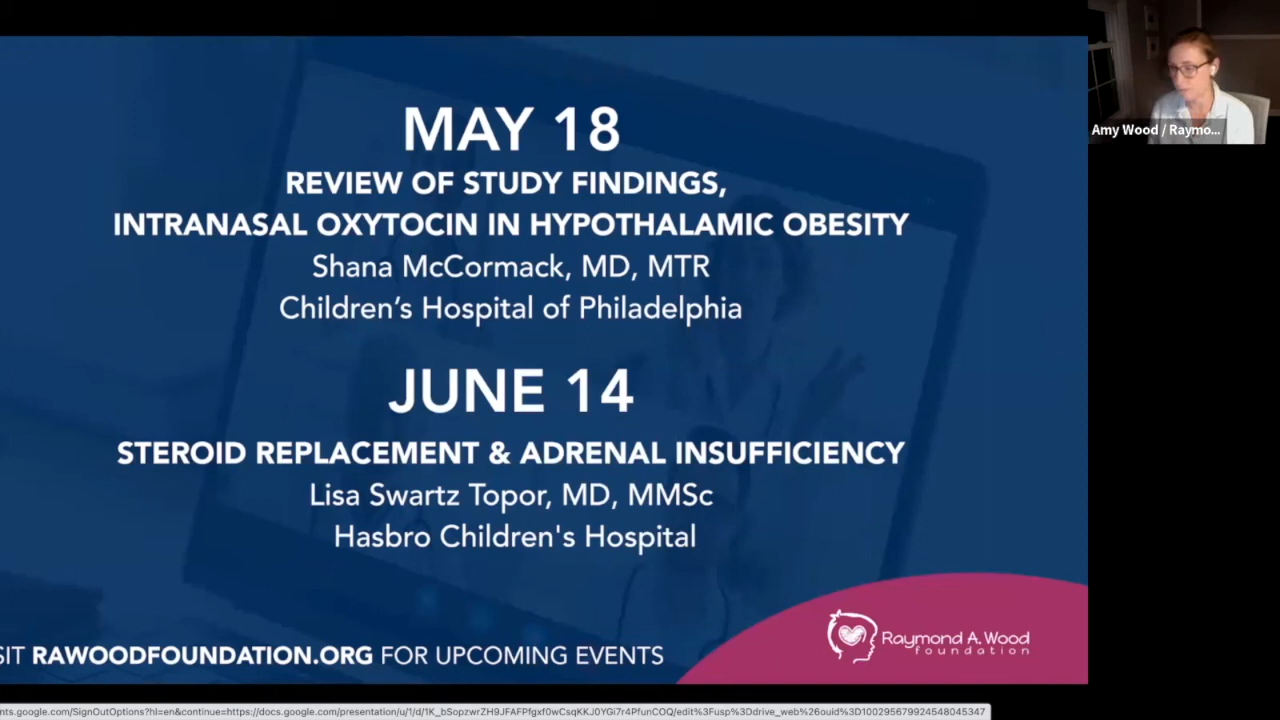 MAY 18
REVIEW OF STUDY FINDINGS,
INTRANASAL OXYTOCIN IN HYPOTHALAMIC OBESITY
Shana McCormack, MD, MTR
Children’s Hospital of Philadelphia
JUNE 14
STEROID REPLACEMENT & ADRENAL INSUFFICIENCY
Lisa Swartz Topor, MD, MMSc
Hasbro Children's Hospital
SIT RAWOODFOUNDATION.ORG FOR UPCOMING EVENTS
Raymond A. Wood
foundation
Amy Wood / Raymo...